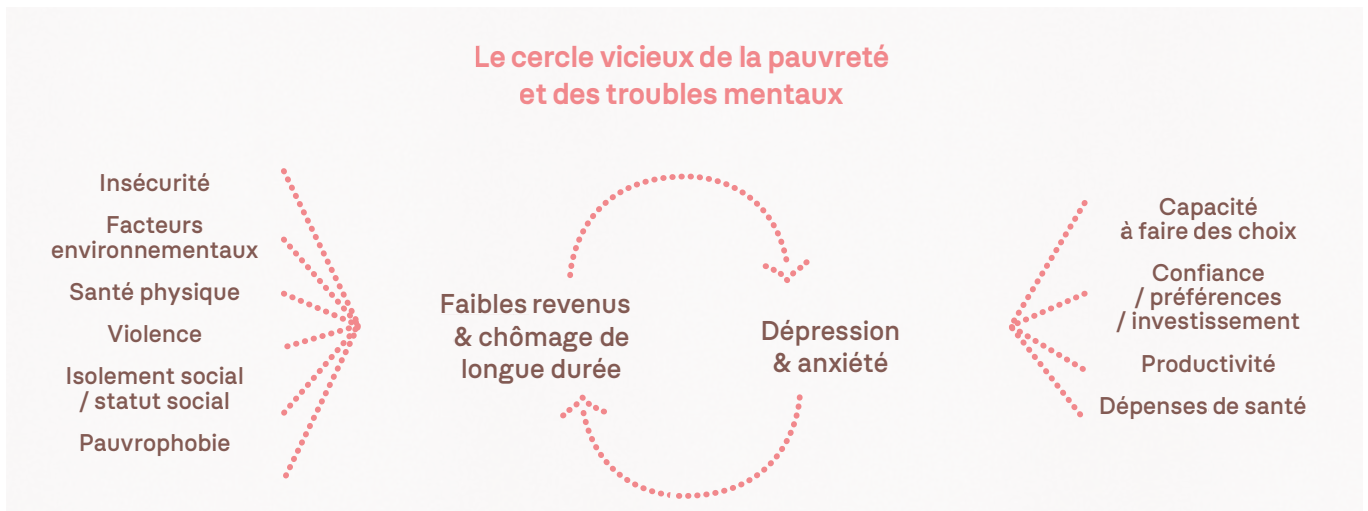 Le cercle vicieux de la pauvreté
et des troubles mentaux
Insécurité
Facteurs
environnementaux
Santé physique
Violence
Isolement social
/ statut social
Pauvrophobie
Faibles revenus
& chômage de
longue durée
Dépression
& anxiété
Capacité
à faire des choix
Confiance
/ préférences
/ investissement
Productivité
Dépenses de santé